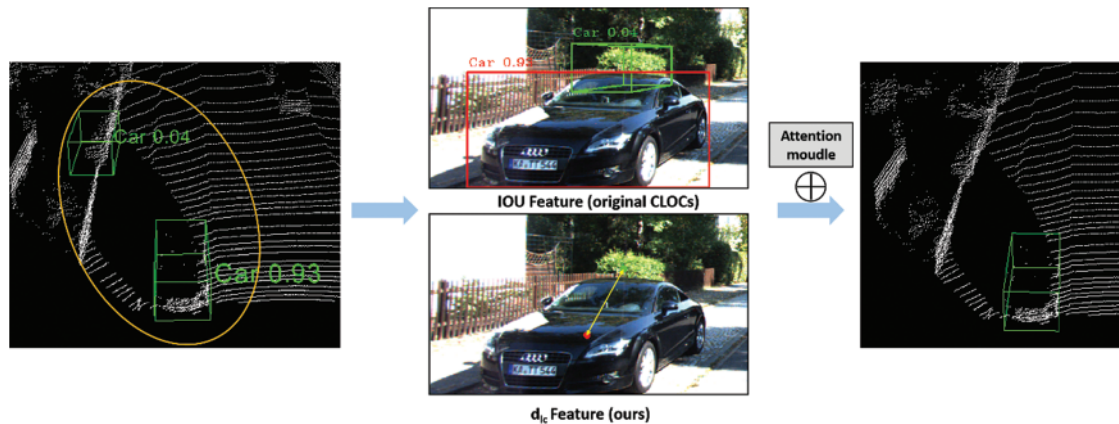 Car 0.04
Car 0.93
Car 0.04
Car 0.93
IOU Feature (original CLOCs)
d_lc Feature (ours)
Attention
moudle